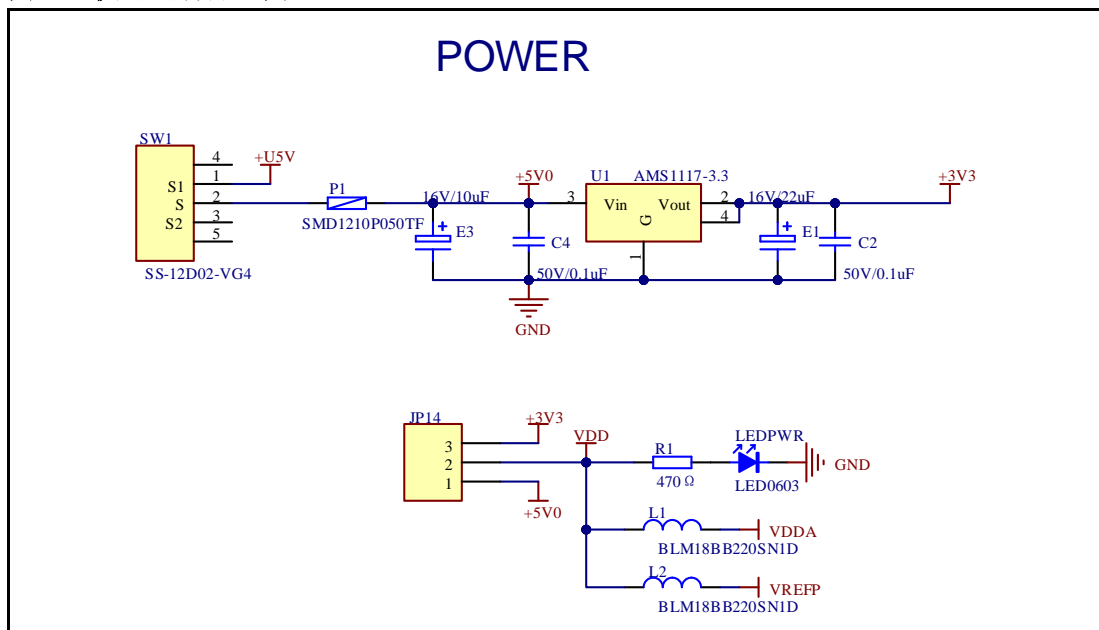 POWER
SW1
4
+U5V
1
S1
S
2
S2
3
5
SS-12D02-VG4
P1
SMD1210P050TF
16V/10uF
E3
+5V0
C4
50V/0.1uF
GND
3
U1
AMS1117-3.3
Vin
Vout
G
1
2
4
16V/22uF
E1
C2
50V/0.1uF
+3V3
JP14
3
2
1
+3V3
+5V0
VDD
R1
470Ω
LEDPWR
LED0603
GND
L1
BLM18BB220SN1D
VDDA
L2
BLM18BB220SN1D
VREFP